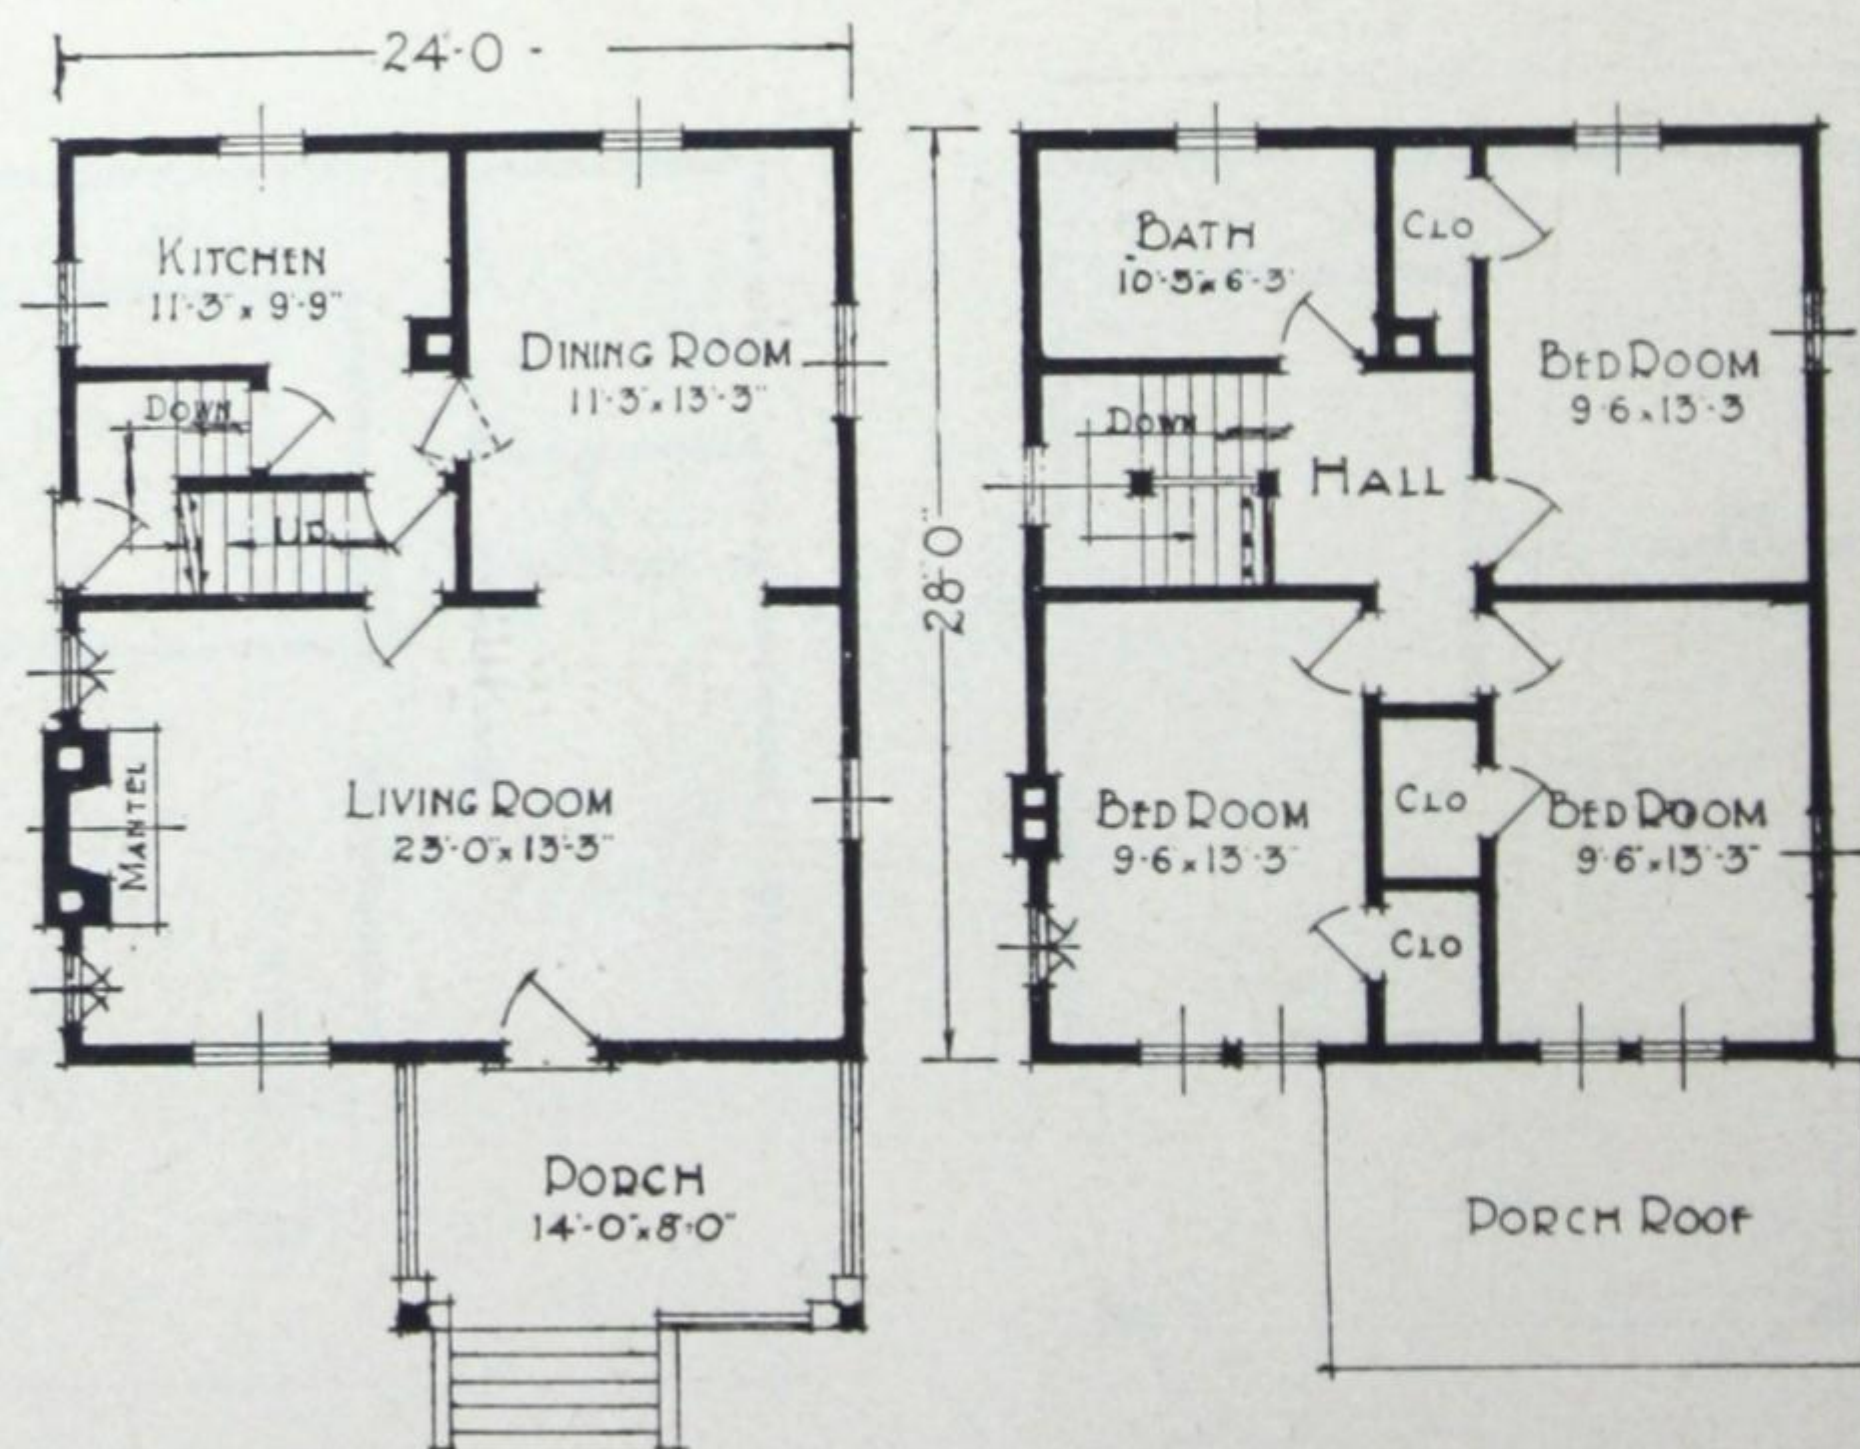 24'-0 -
KITCHEN
11'-3" x 9'-9"
DINING ROOM
11'-3" x 13'-3"
DOWN
UP
LIVING ROOM
23'-0" x 13'-3"
MANTEL
PORCH
14'-0" x 8'-0"
28'-0"
BATH
10'-3" x 6'-3"
CLO
BED ROOM
9'-6 x 13'-3
DOWN
HALL
BED ROOM
9'-6 x 13'-3"
CLO
BED ROOM
9'-6" x 13'-3"
CLO
PORCH ROOF